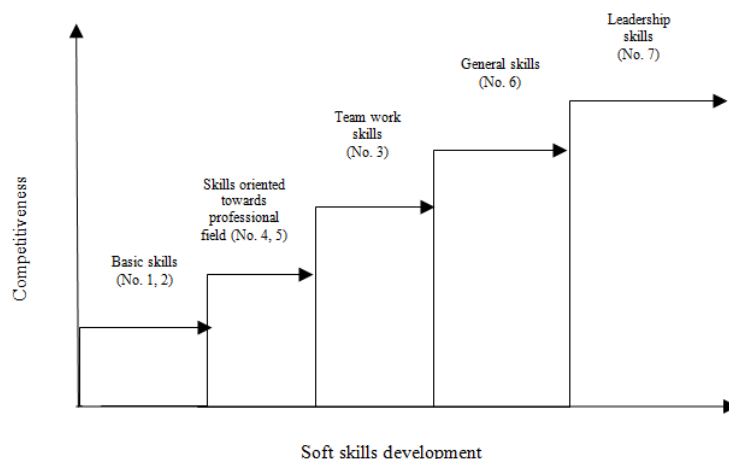 Leadership
skills
(No. 7)
General skills
(No. 6)
Team work
skills
(No. 3)
Skills oriented
towards
professional
field (No. 4, 5)
Basic skills
(No. 1, 2)
Competitiveness
Soft skills development